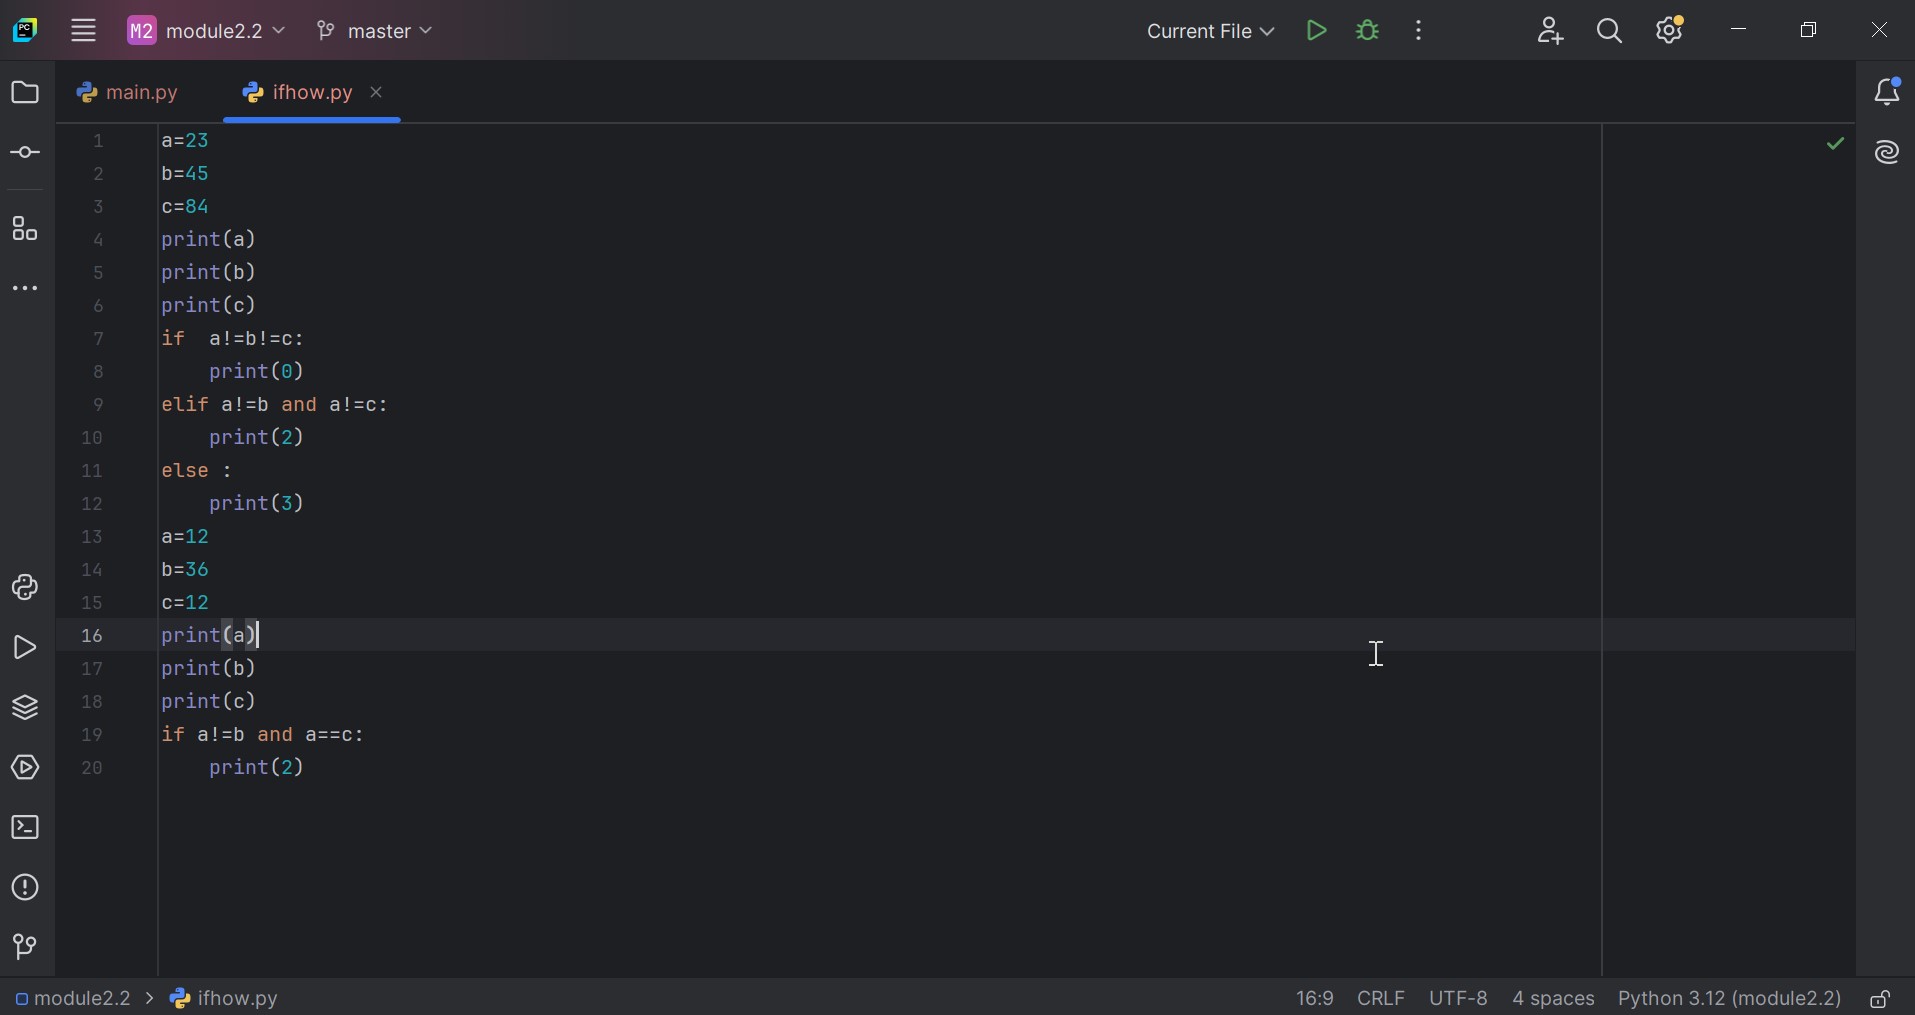 PC
M2 module2.2 master Current File
main.py ifhow.py
1 a=23
2 b=45
3 c=84
4 print(a)
5 print(b)
6 print(c)
7 if  a!=b!=c:
8     print(0)
9 elif a!=b and a!=c:
10     print(2)
11 else :
12     print(3)
13 a=12
14 b=36
15 c=12
16 print(a)
17 print(b)
18 print(c)
19 if a!=b and a==c:
20     print(2)
module2.2 > ifhow.py 16:9 CRLF UTF-8 4 spaces Python 3.12 (module2.2)